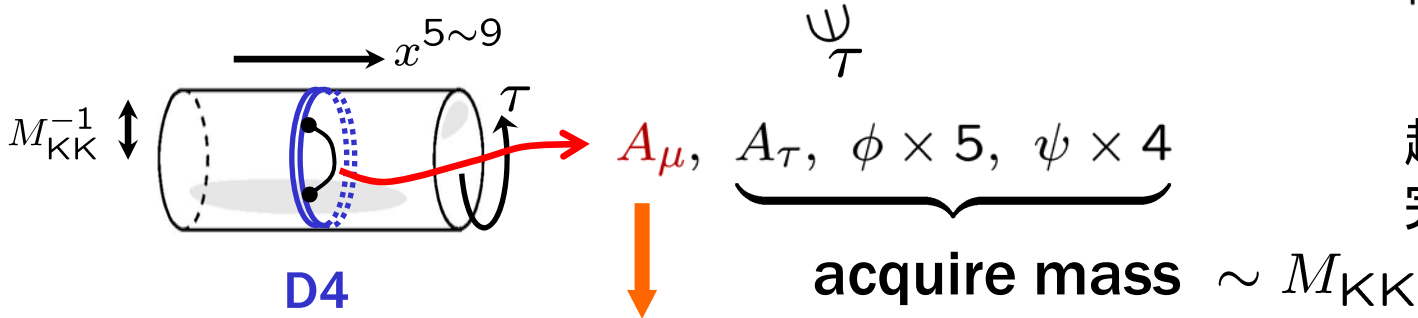 x^{5∼9}
∪
τ
M_{KK}^{-1}
τ
A_μ, A_τ, φ × 5, ψ × 4
D4
acquire mass ∼ M_{KK}